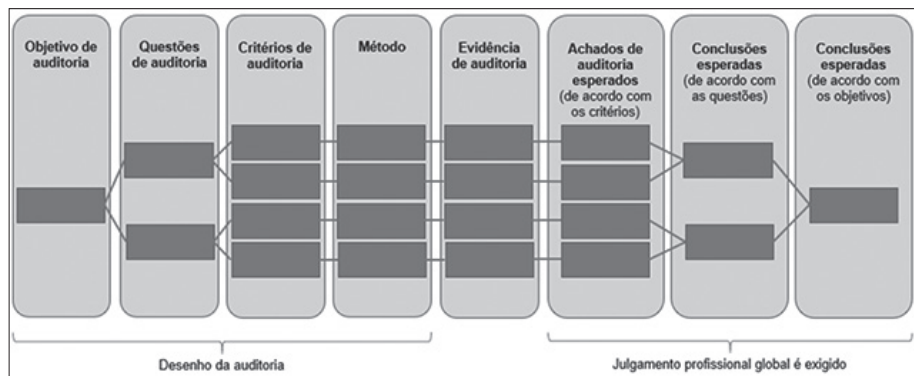 Objetivo de
auditoria
Questões
de auditoria
Critérios de
auditoria
Método
Evidência
de auditoria
Achados de
auditoria
esperados
(de acordo com
os critérios)
Conclusões
esperadas
(de acordo com
as questões)
Conclusões
esperadas
(de acordo com
os objetivos)
Desenho da auditoria
Julgamento profissional global é exigido